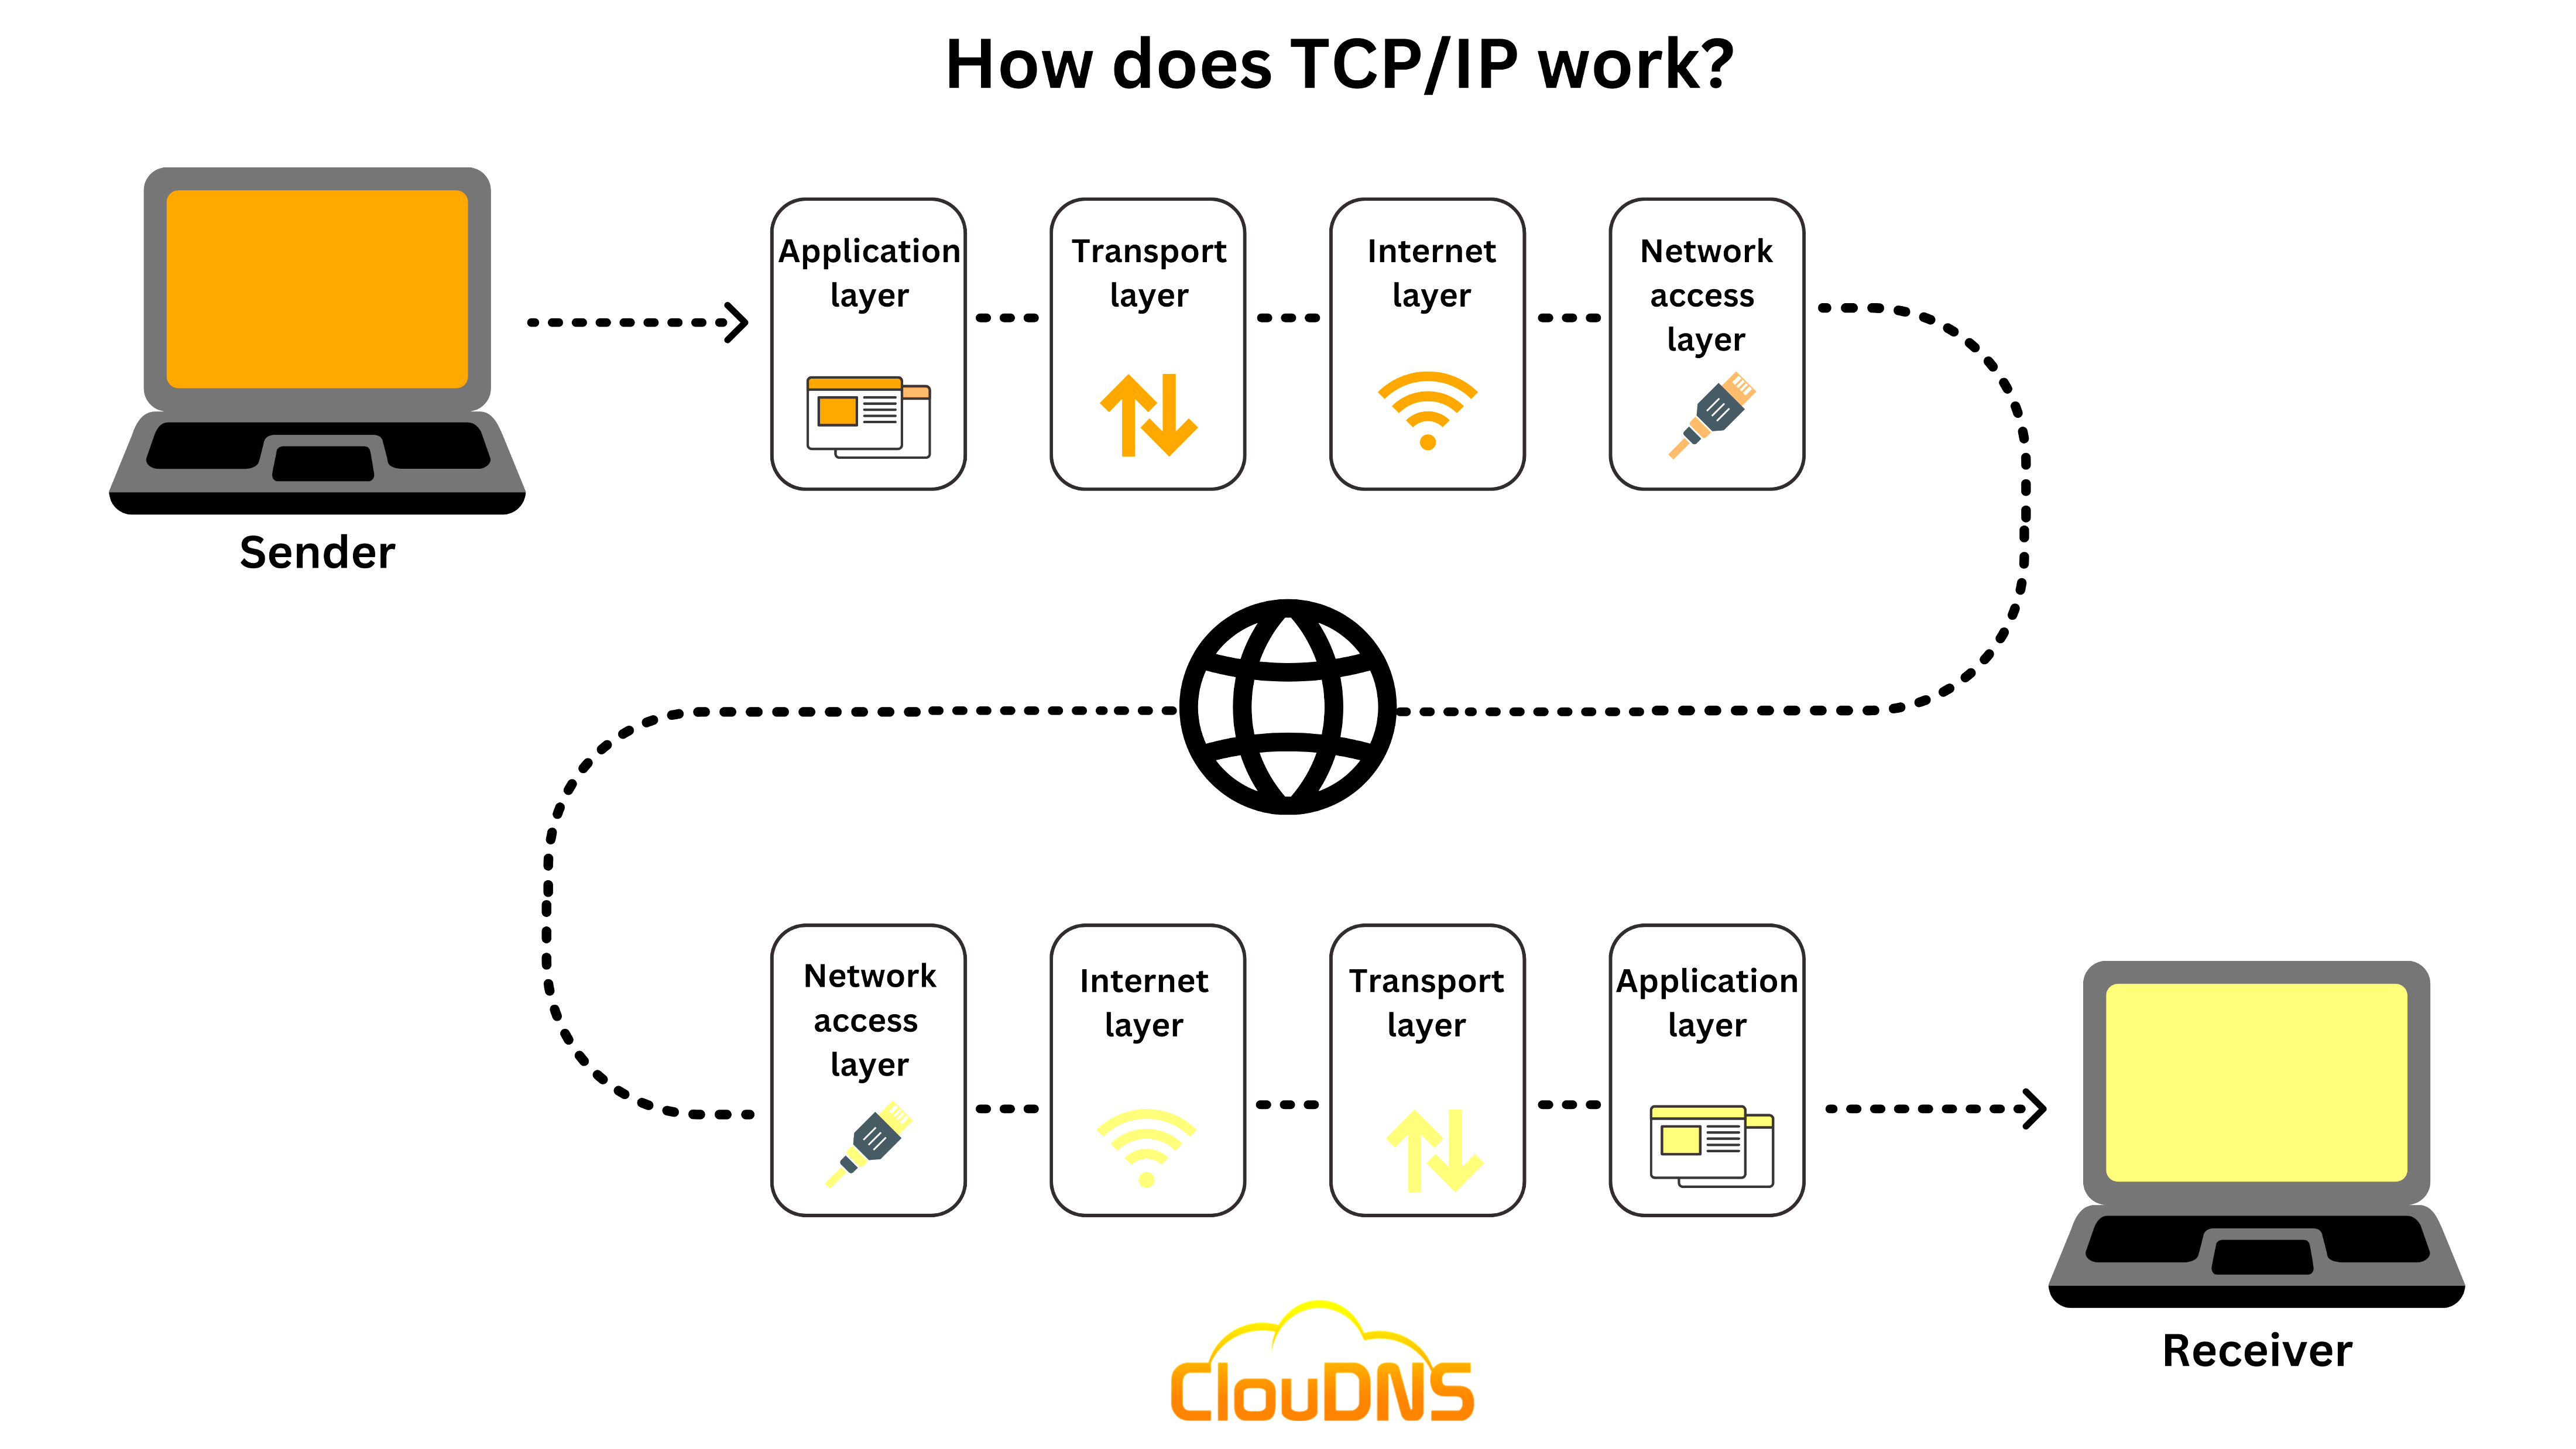 How does TCP/IP work?
Application
layer
Transport
layer
Internet
layer
Network
access
layer
Sender
Network
access
layer
Internet
layer
Transport
layer
Application
layer
Receiver
ClouDNS